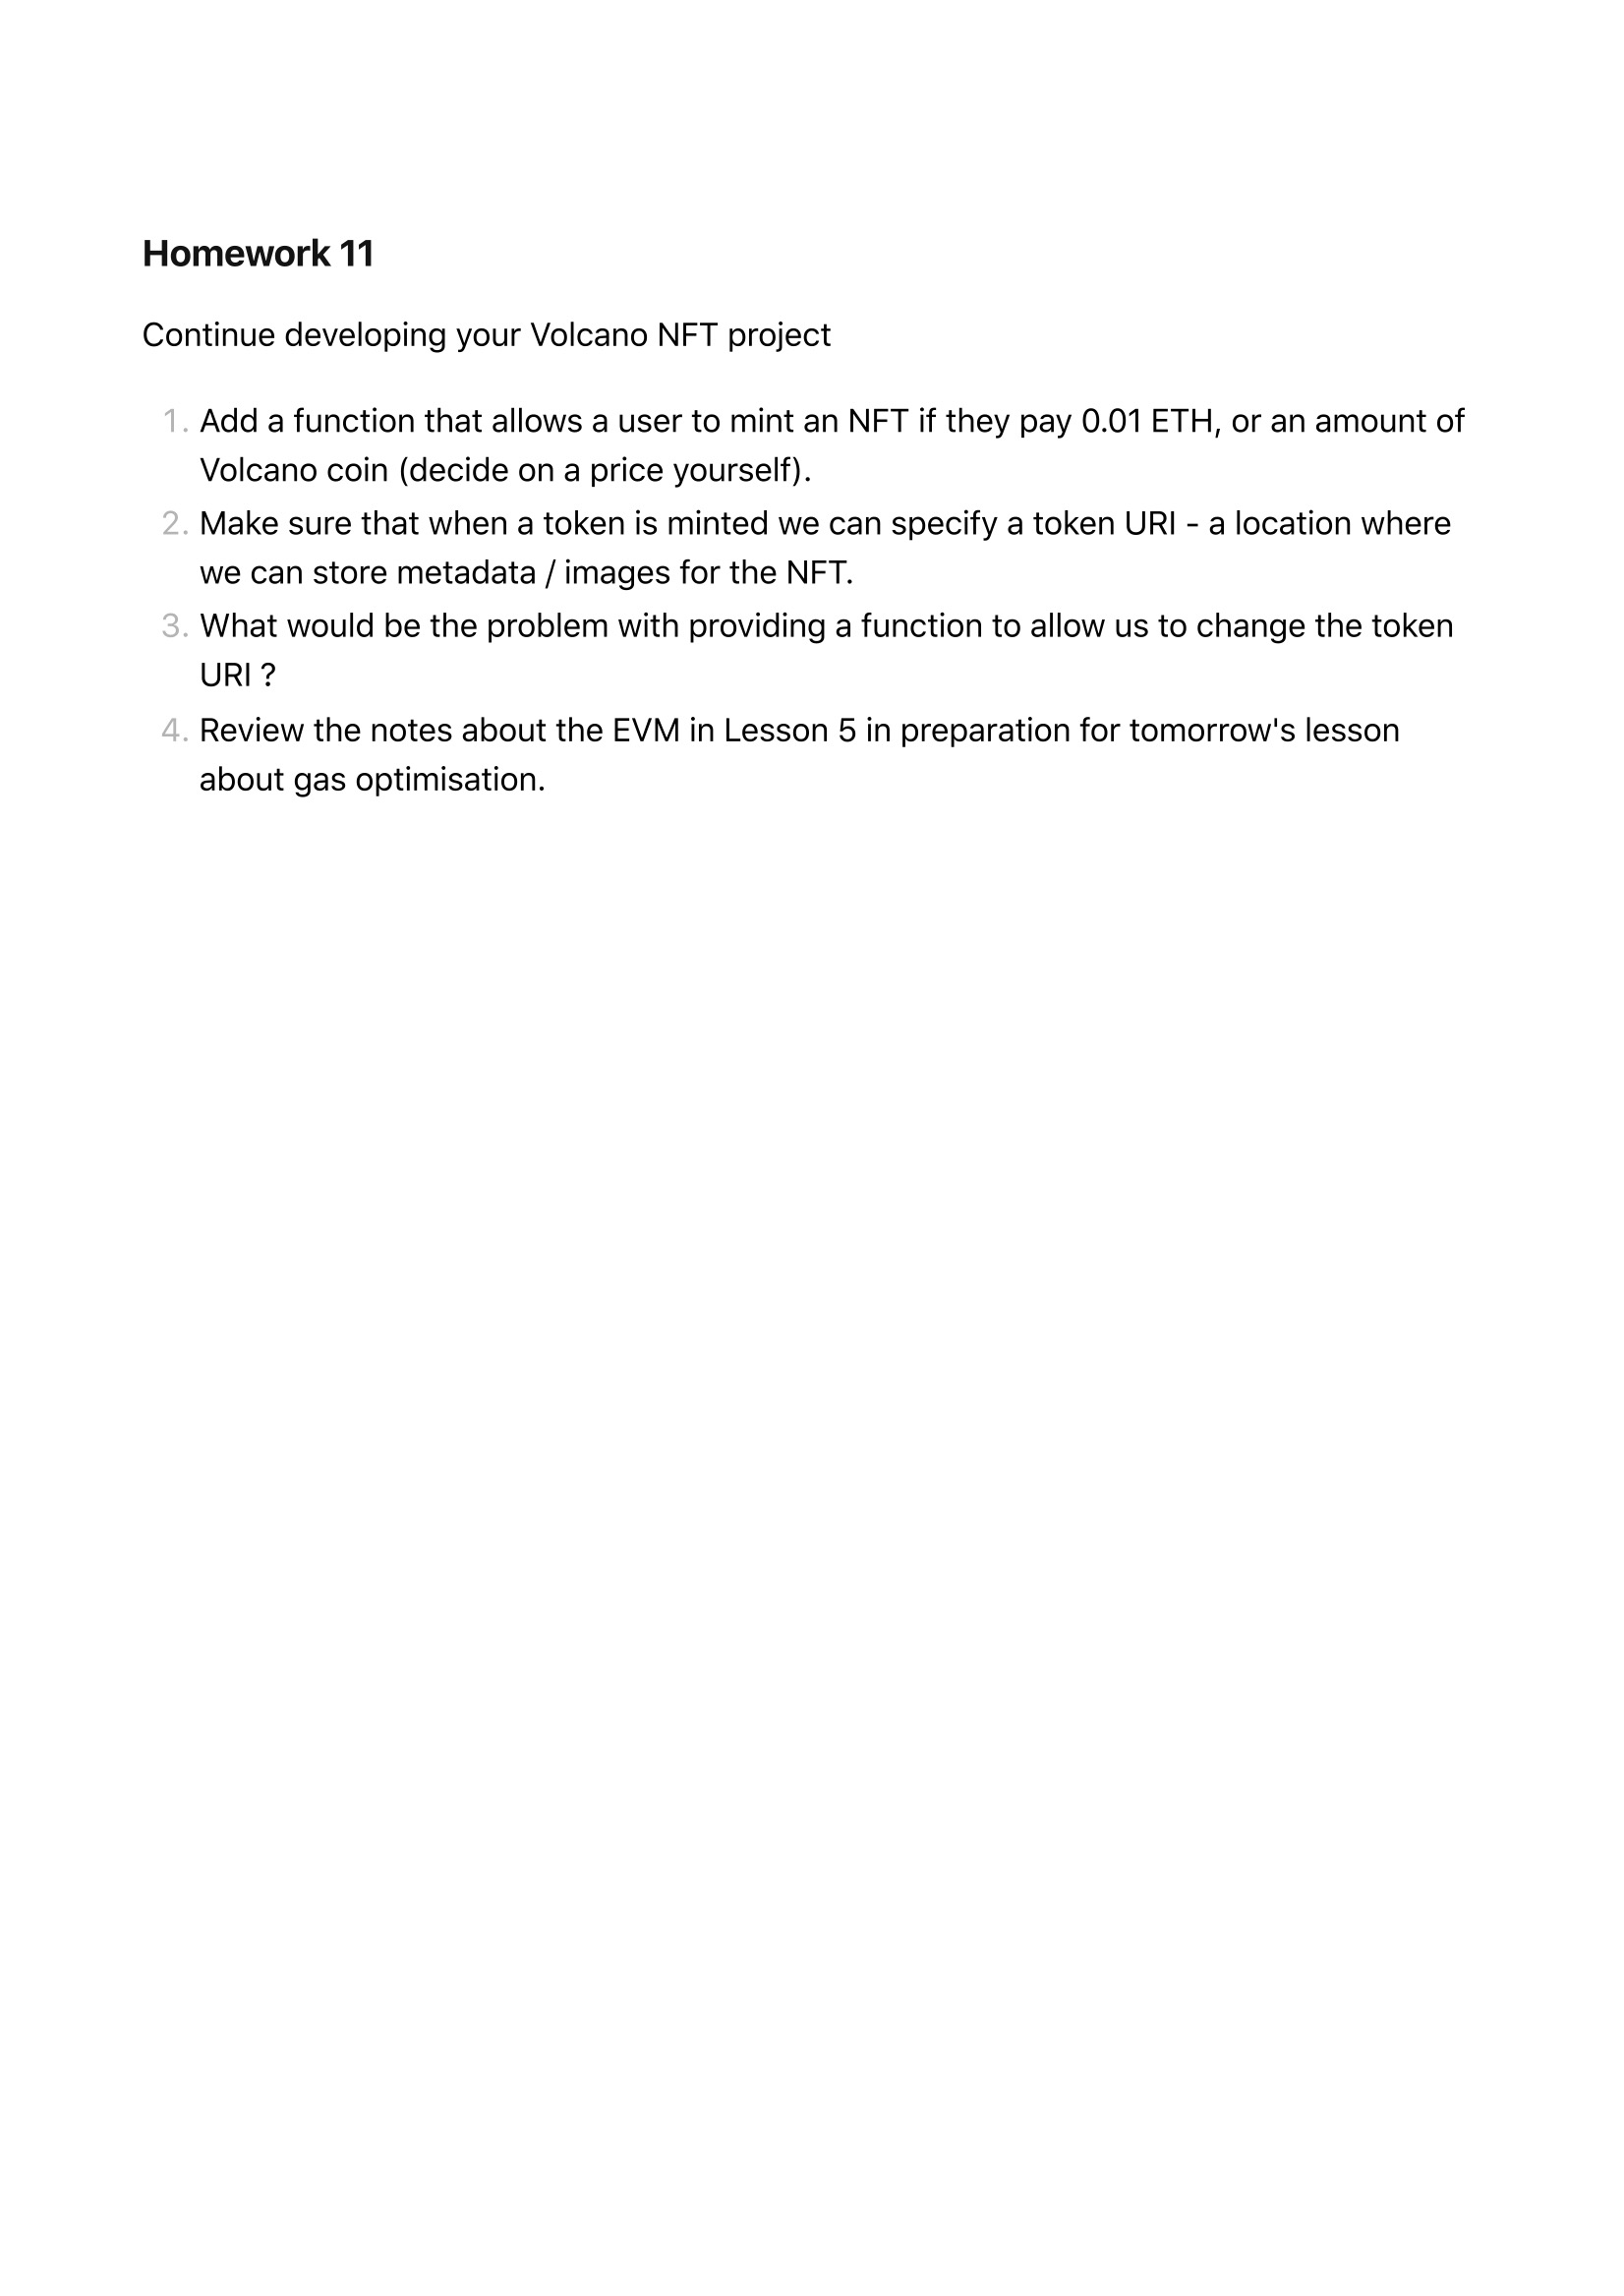 Homework 11
Continue developing your Volcano NFT project
1. Add a function that allows a user to mint an NFT if they pay 0.01 ETH, or an amount of
Volcano coin (decide on a price yourself).
2. Make sure that when a token is minted we can specify a token URI - a location where
we can store metadata / images for the NFT.
3. What would be the problem with providing a function to allow us to change the token
URI ?
4. Review the notes about the EVM in Lesson 5 in preparation for tomorrow's lesson
about gas optimisation.